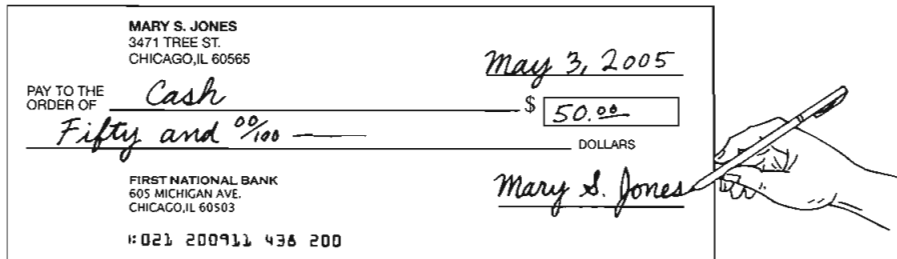 MARY S. JONES
3471 TREE ST.
CHICAGO, IL 60565
May 3, 2005
PAY TO THE
ORDER OF Cash $ 50.00
Fifty and 00/100 DOLLARS
FIRST NATIONAL BANK
605 MICHIGAN AVE.
CHICAGO, IL 60503
Mary S. Jones
⑆021 200911 438 200